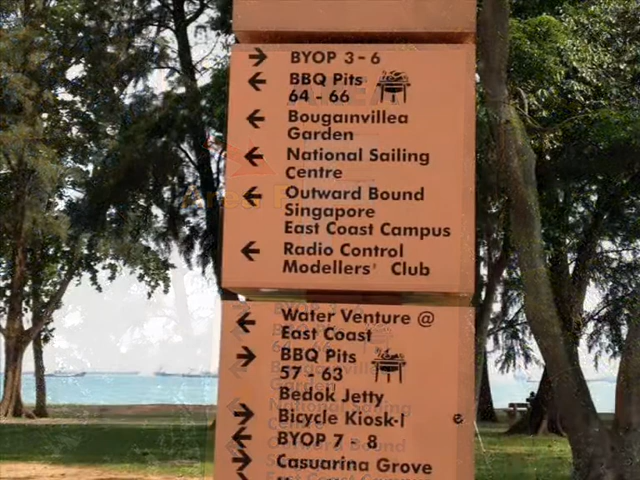 BYOP 3-6
BBQ Pits
64 - 66
Bougainvillea
Garden
National Sailing
Centre
Outward Bound
Singapore
East Coast Campus
Radio Control
Modellers' Club
Water Venture @
East Coast
BBQ Pits
57 - 63
Bedok Jetty
Bicycle Kiosk-I
BYOP 7 - 8
Casuarina Grove